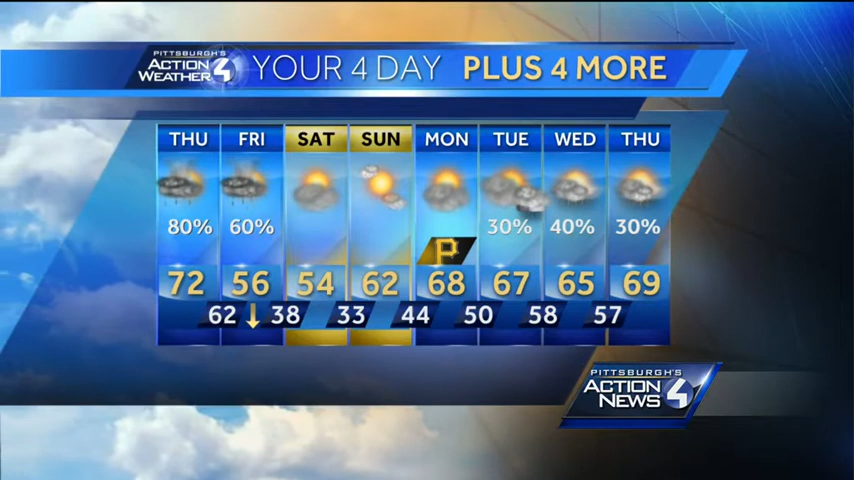 PITTSBURGH'S
ACTION
WEATHER 4
YOUR 4 DAY PLUS 4 MORE
THU FRI SAT SUN MON TUE WED THU
80% 60% 30% 40% 30%
P
72 56 54 62 68 67 65 69
62 38 33 44 50 58 57
PITTSBURGH'S
ACTION
NEWS 4